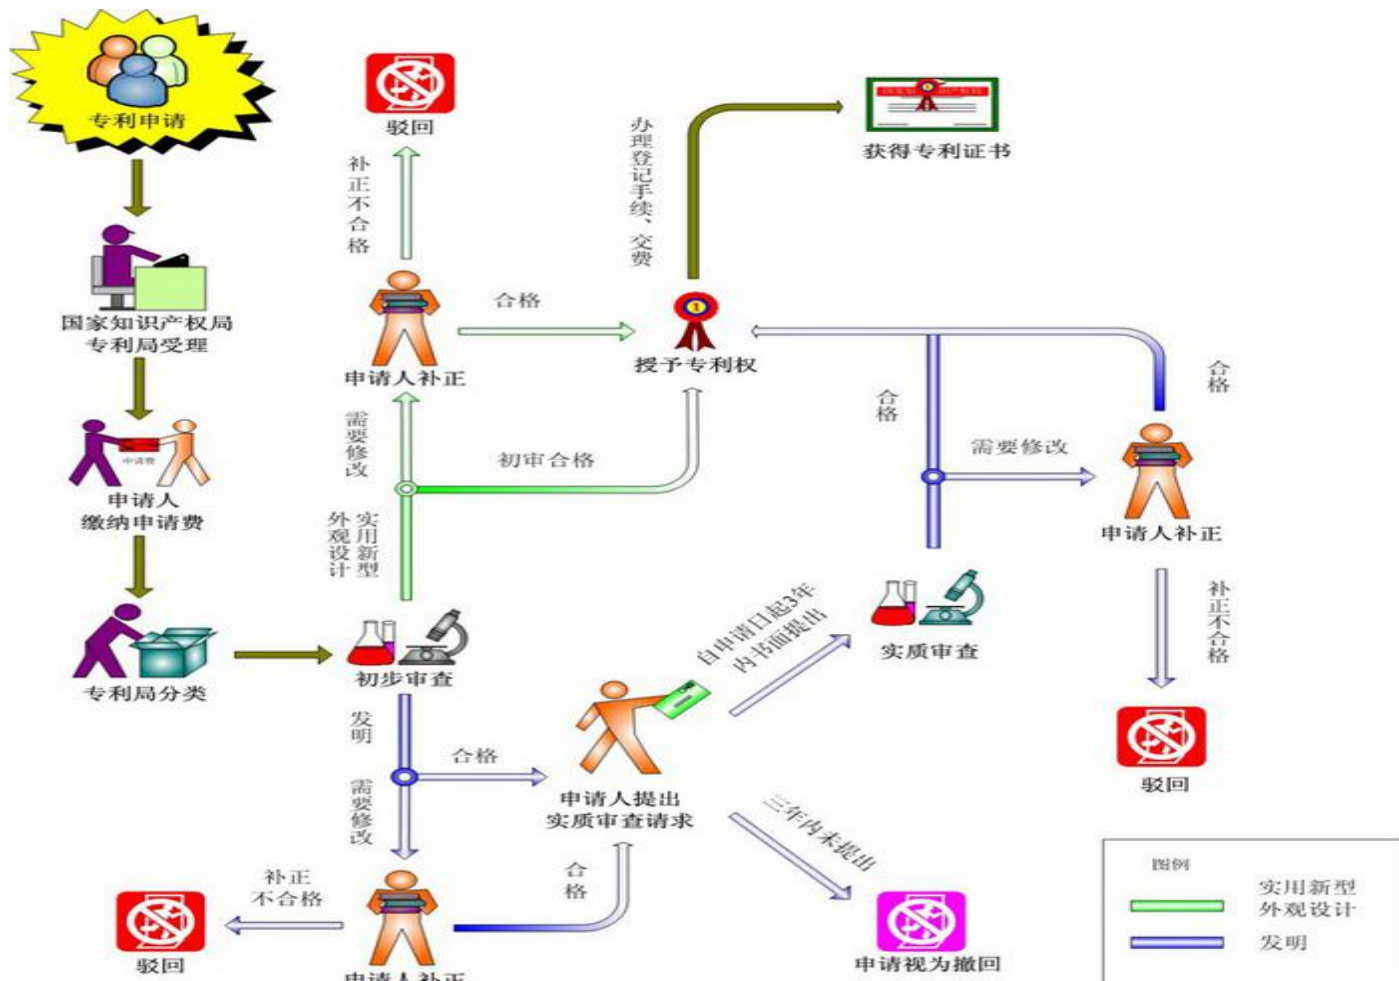 专利申请
国家知识产权局
专利局受理
申请费
申请人
缴纳申请费
专利局分类
驳回
补正不合格
申请人补正
合格
需要修改
初审合格
实用新型
外观设计
初步审查
发明
合格
需要修改
补正
不合格
驳回
申请人补正
合格
申请人提出
实质审查请求
办理登记手续、交费
获得专利证书
授予专利权
自申请日起3年
内书面提出
三年内未提出
申请视为撤回
实质审查
合格
需要修改
合格
申请人补正
补正不合格
驳回
图例
实用新型
外观设计
发明